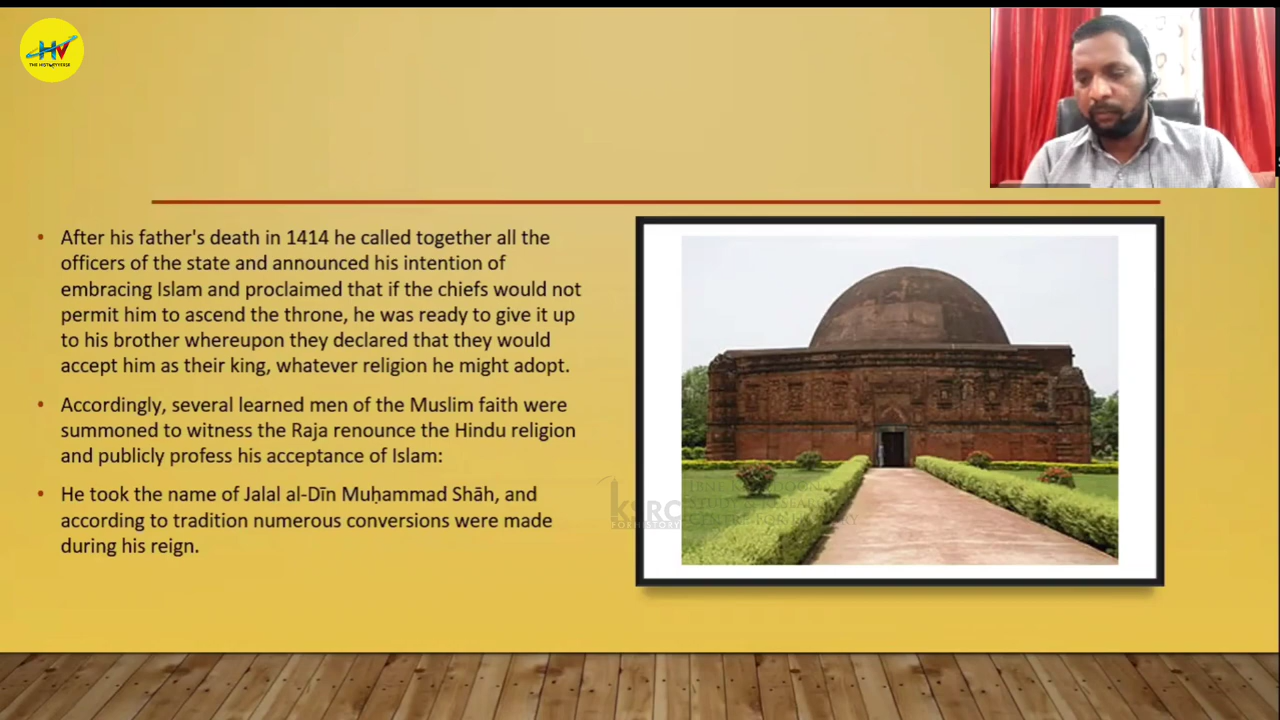 HV
THE HISTORYVERSE
After his father's death in 1414 he called together all the
officers of the state and announced his intention of
embracing Islam and proclaimed that if the chiefs would not
permit him to ascend the throne, he was ready to give it up
to his brother whereupon they declared that they would
accept him as their king, whatever religion he might adopt.
Accordingly, several learned men of the Muslim faith were
summoned to witness the Raja renounce the Hindu religion
and publicly profess his acceptance of Islam:
He took the name of Jalal al-Dīn Muḥammad Shāh, and
according to tradition numerous conversions were made
during his reign.